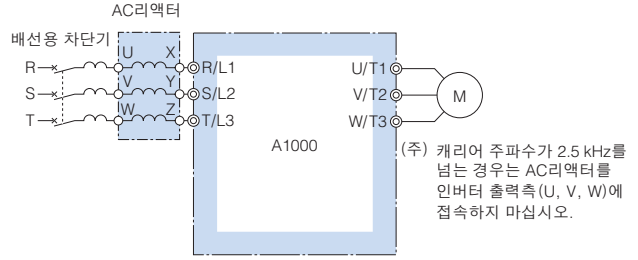 AC리액터
배선용 차단기
U X
R R/L1 U/T1
V Y
S S/L2 V/T2 M
W Z
T T/L3 W/T3
A1000
(주) 캐리어 주파수가 2.5 kHz를
넘는 경우는 AC리액터를
인버터 출력측(U, V, W)에
접속하지 마십시오.